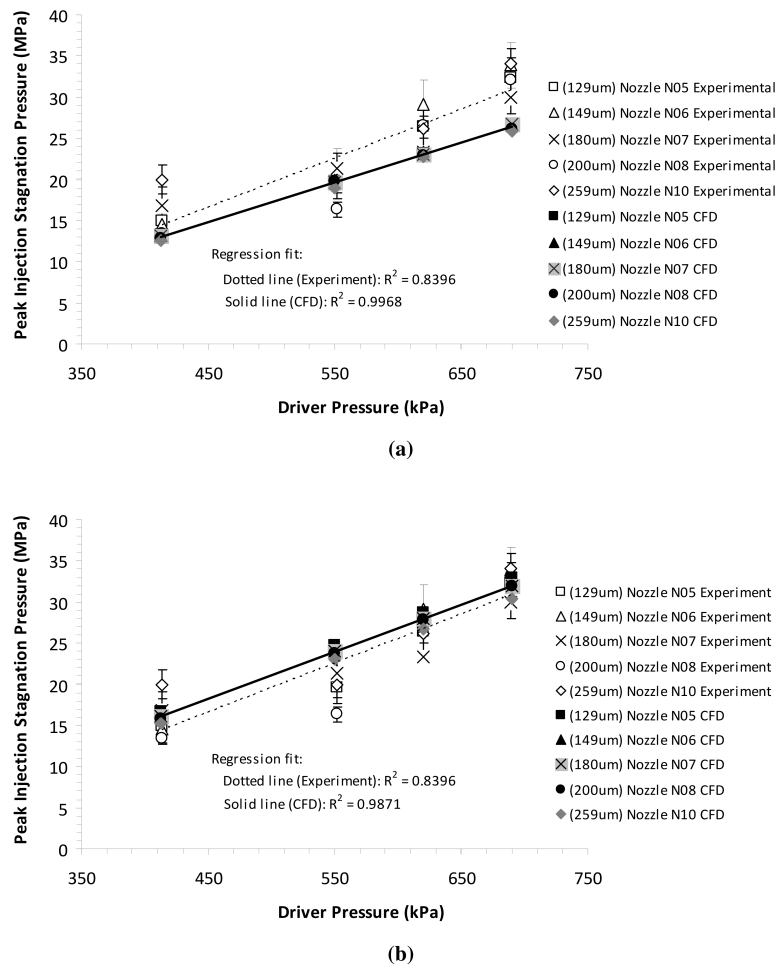 (a)
Peak Injection Stagnation Pressure (MPa)
40
35
30
25
20
15
10
5
0
350
450
550
650
750
Driver Pressure (kPa)
Regression fit:
Dotted line (Experiment): R² = 0.8396
Solid line (CFD): R² = 0.9968
(129um) Nozzle N05 Experimental
(149um) Nozzle N06 Experimental
(180um) Nozzle N07 Experimental
(200um) Nozzle N08 Experimental
(259um) Nozzle N10 Experimental
(129um) Nozzle N05 CFD
(149um) Nozzle N06 CFD
(180um) Nozzle N07 CFD
(200um) Nozzle N08 CFD
(259um) Nozzle N10 CFD
Peak Injection Stagnation Pressure (MPa)
40
35
30
25
20
15
10
5
0
350
450
550
650
750
Driver Pressure (kPa)
Regression fit:
Dotted line (Experiment): R² = 0.8396
Solid line (CFD): R² = 0.9871
(129um) Nozzle N05 Experiment
(149um) Nozzle N06 Experiment
(180um) Nozzle N07 Experiment
(200um) Nozzle N08 Experiment
(259um) Nozzle N10 Experiment
(129um) Nozzle N05 CFD
(149um) Nozzle N06 CFD
(180um) Nozzle N07 CFD
(200um) Nozzle N08 CFD
(259um) Nozzle N10 CFD
(b)